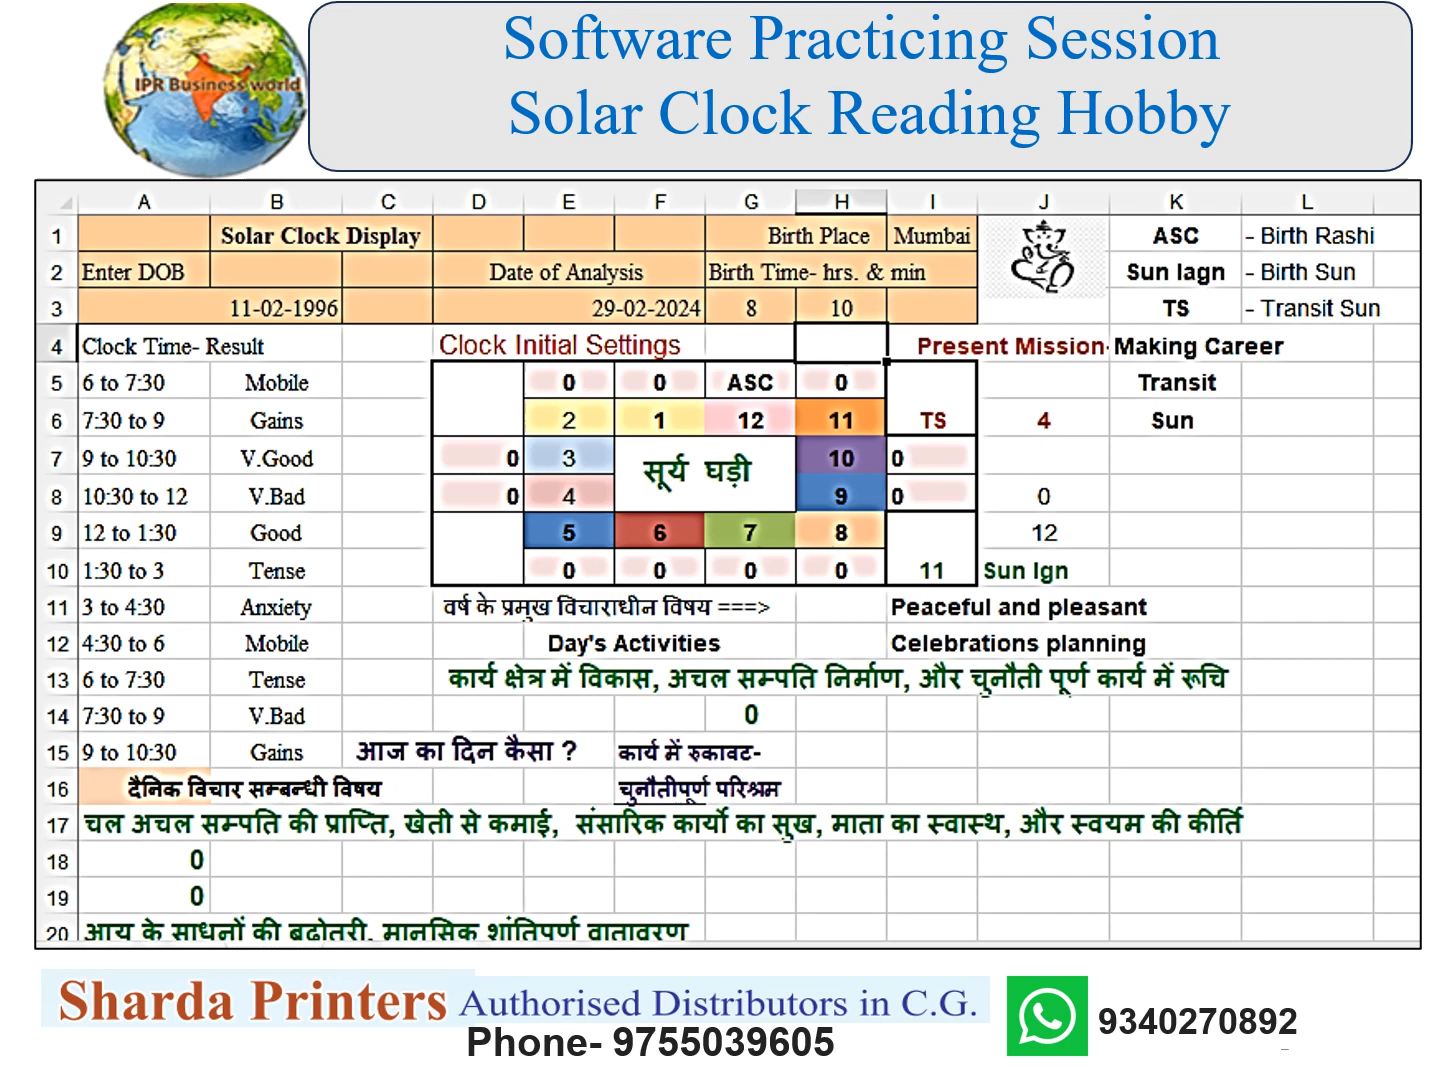 IPR Business world
Software Practicing Session
Solar Clock Reading Hobby
A B C D E F G H I J K L
1 Solar Clock Display Birth Place Mumbai ASC - Birth Rashi
2 Enter DOB Date of Analysis Birth Time- hrs. & min Sun lagn - Birth Sun
3 11-02-1996 29-02-2024 8 10 TS - Transit Sun
4 Clock Time- Result Clock Initial Settings Present Mission- Making Career
5 6 to 7:30 Mobile 0 0 ASC 0 Transit
6 7:30 to 9 Gains 2 1 12 11 TS 4 Sun
7 9 to 10:30 V.Good 0 3 सूर्य घड़ी 10 0
8 10:30 to 12 V.Bad 0 4 9 0 0
9 12 to 1:30 Good 5 6 7 8 12
10 1:30 to 3 Tense 0 0 0 0 11 Sun lgn
11 3 to 4:30 Anxiety वर्ष के प्रमुख विचाराधीन विषय ===> Peaceful and pleasant
12 4:30 to 6 Mobile Day's Activities Celebrations planning
13 6 to 7:30 Tense कार्य क्षेत्र में विकास, अचल सम्पति निर्माण, और चुनौती पूर्ण कार्य में रूचि
14 7:30 to 9 V.Bad 0
15 9 to 10:30 Gains आज का दिन कैसा ? कार्य में रुकावट-
16 दैनिक विचार सम्बन्धी विषय चुनौतीपूर्ण परिश्रम
17 चल अचल सम्पति की प्राप्ति, खेती से कमाई, संसारिक कार्यो का सुख, माता का स्वास्थ, और स्वयम की कीर्ति
18 0
19 0
20 आय के साधनों की बढोतरी, मानसिक शांतिपूर्ण वातावरण
Sharda Printers Authorised Distributors in C.G.
Phone- 9755039605
9340270892